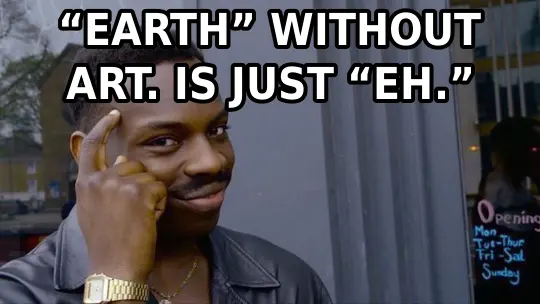 “EARTH” WITHOUT
ART. IS JUST “EH.”
Opening
Mon
Tue-Thur
Fri-Sat
Sunday